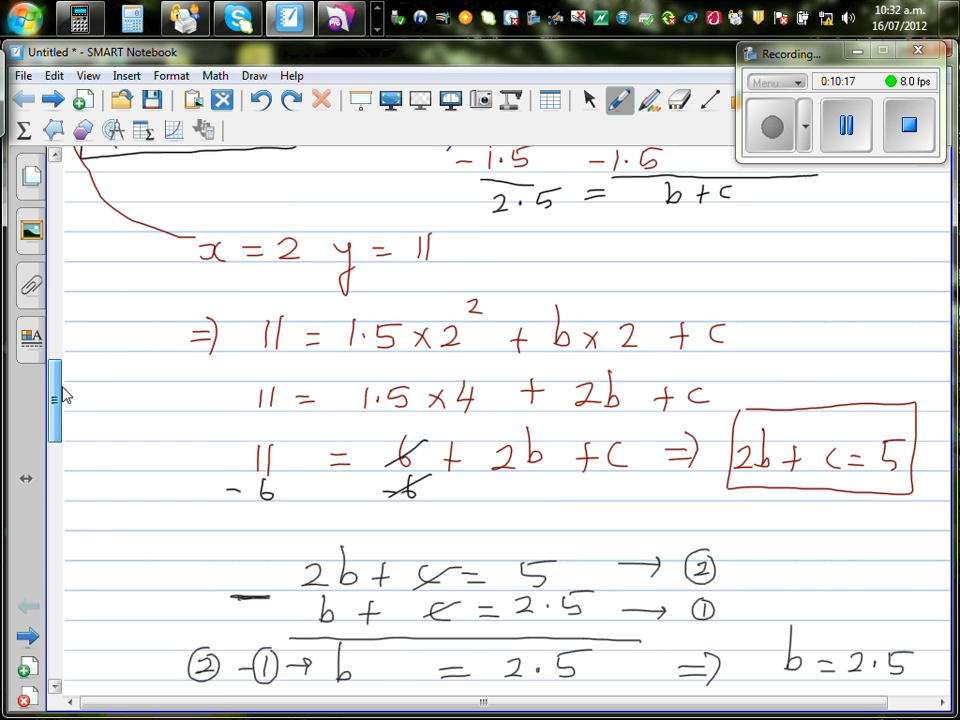 10:32 a.m.
16/07/2012
Untitled * - SMART Notebook
Recording...
File Edit View Insert Format Math Draw Help
Menu 0:10:17 8.0 fps
- 1.5 - 1.5
2.5 = b + c
x = 2 y = 11
=) 11 = 1.5 × 2² + b × 2 + c
11 = 1.5 × 4 + 2b + c
11 = 6 + 2b + c =) 2b + c = 5
- 6 - 6
2b + c = 5 → ②
- b + c = 2.5 → ①
② - ① → b = 2.5 =) b = 2.5